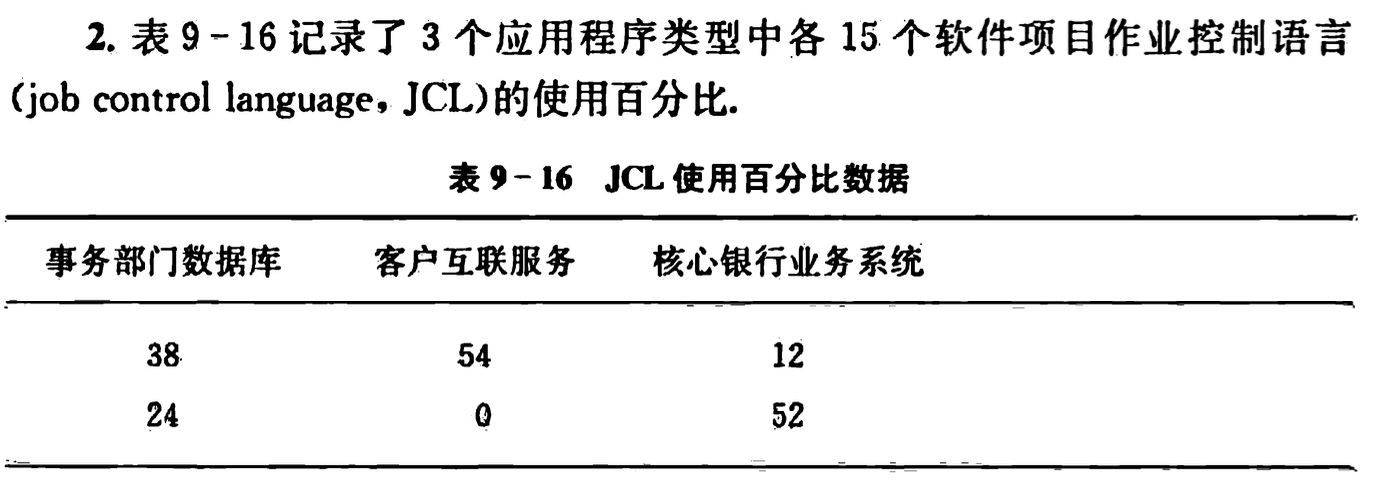 2. 表 9-16 记录了 3 个应用程序类型中各 15 个软件项目作业控制语言
(job control language, JCL)的使用百分比.
表 9-16 JCL 使用百分比数据
事务部门数据库 客户互联服务 核心银行业务系统
38 54 12
24 0 52